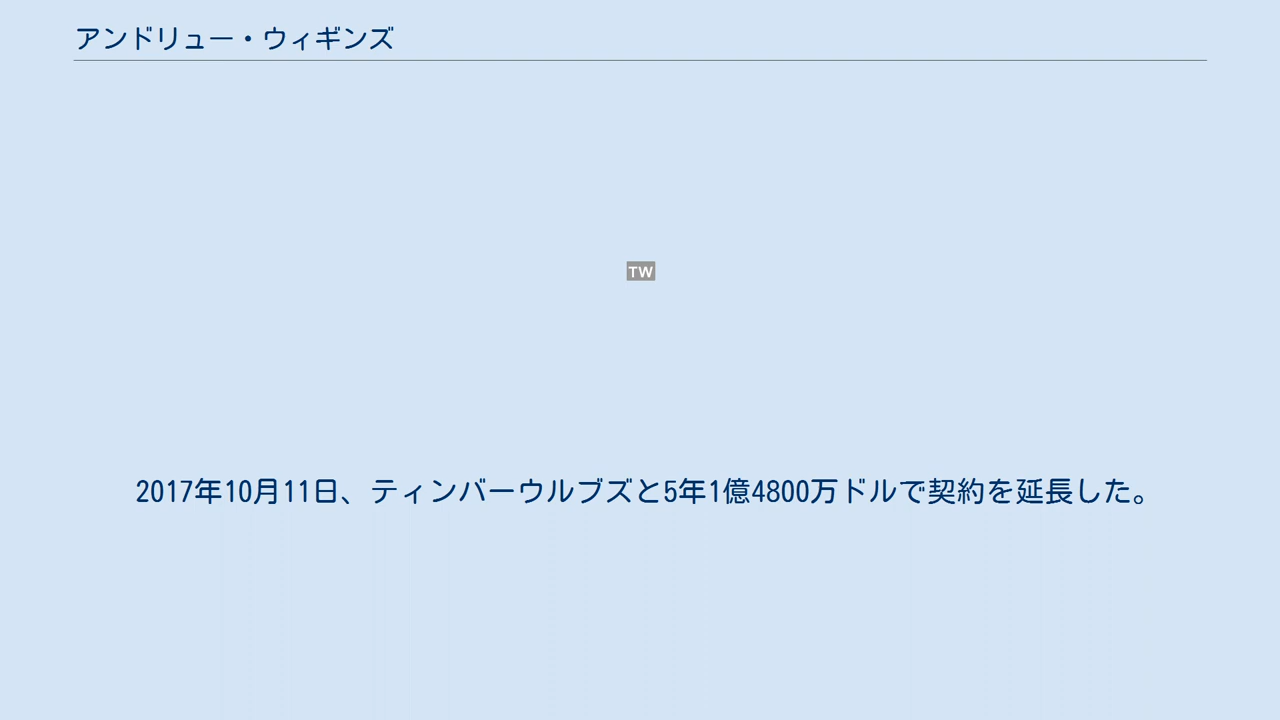 アンドリュー・ウィギンズ
TW
2017年10月11日、ティンバーウルブズと5年1億4800万ドルで契約を延長した。